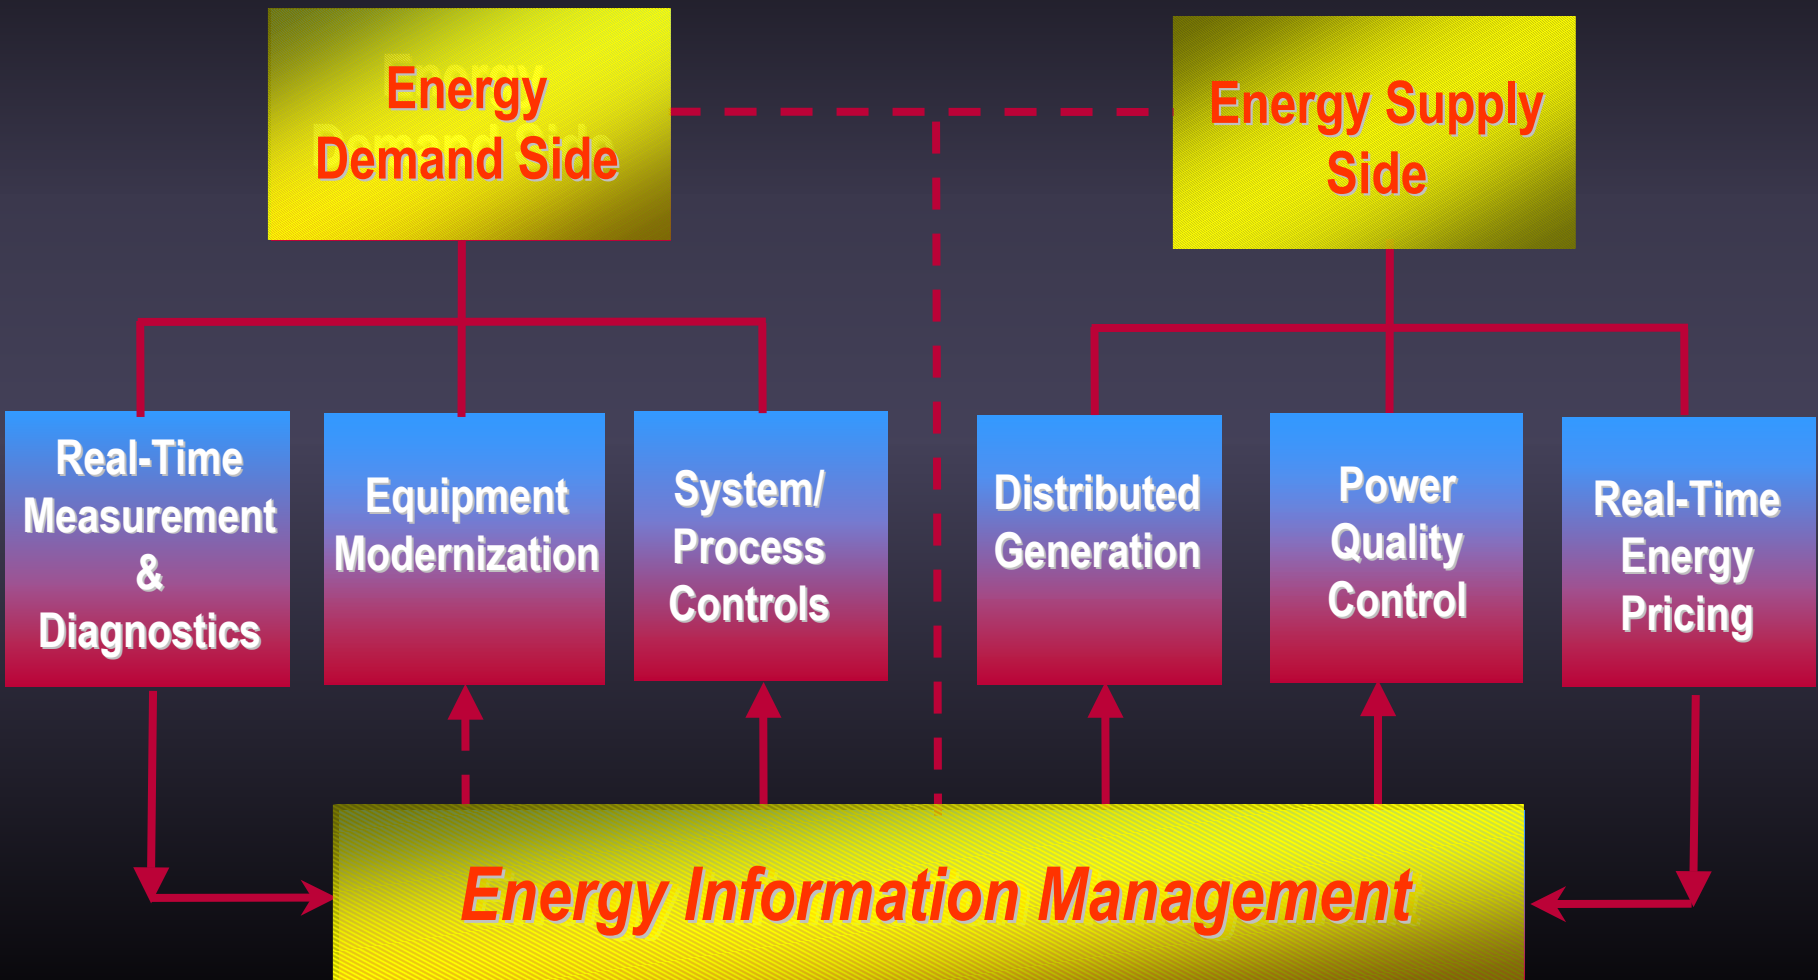 Energy
Demand Side
Energy Supply
Side
Real-Time
Measurement
&
Diagnostics
Equipment
Modernization
System/
Process
Controls
Distributed
Generation
Power
Quality
Control
Real-Time
Energy
Pricing
Energy Information Management